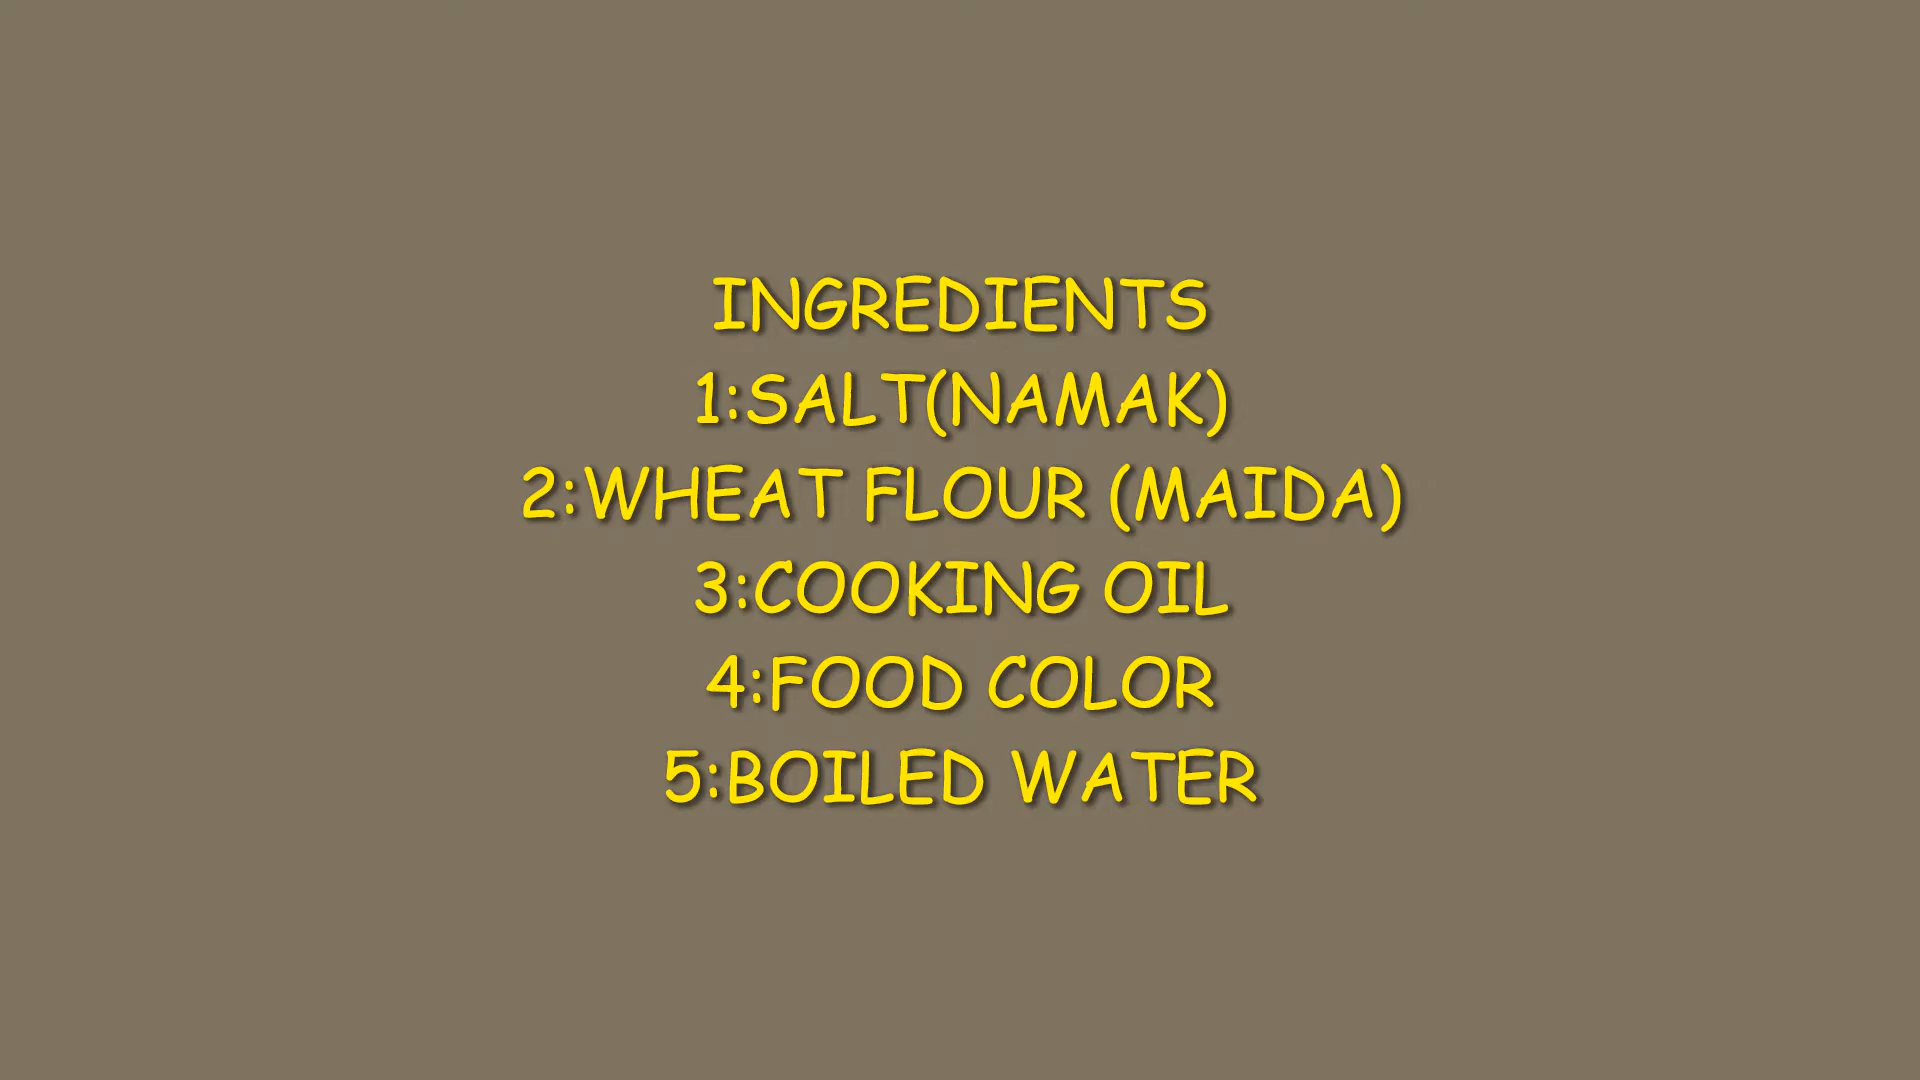 INGREDIENTS
1:SALT(NAMAK)
2:WHEAT FLOUR (MAIDA)
3:COOKING OIL
4:FOOD COLOR
5:BOILED WATER